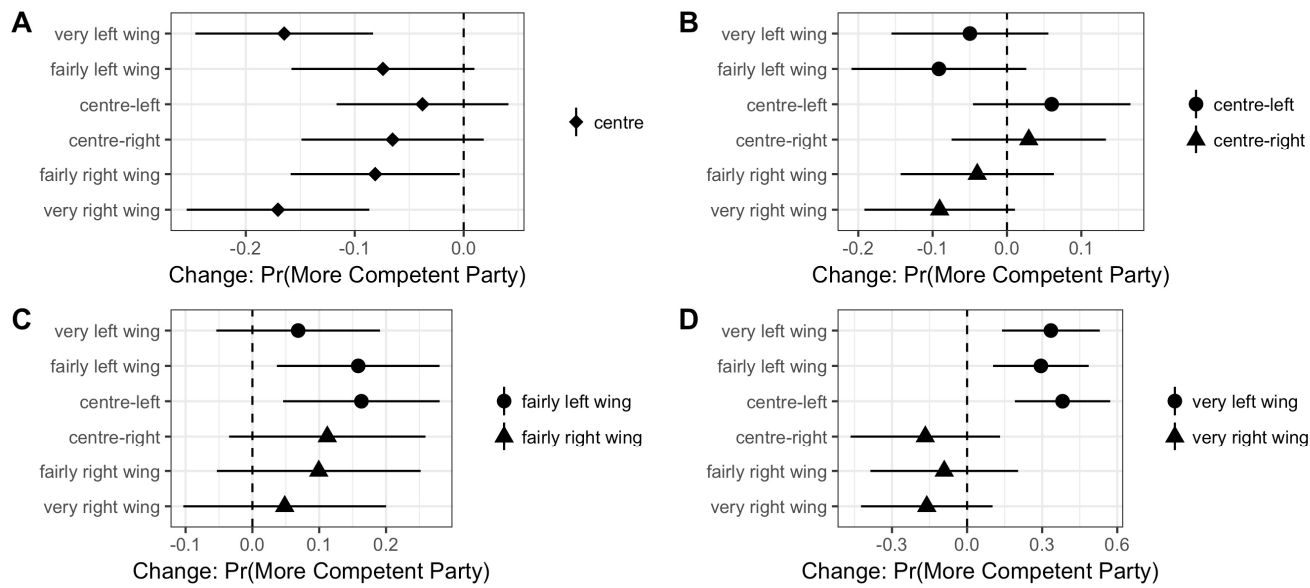 A
very left wing
fairly left wing
centre-left
centre-right
fairly right wing
very right wing
-0.2 -0.1 0.0
Change: Pr(More Competent Party)
centre
B
very left wing
fairly left wing
centre-left
centre-right
fairly right wing
very right wing
-0.2 -0.1 0.0 0.1
Change: Pr(More Competent Party)
centre-left
centre-right
C
very left wing
fairly left wing
centre-left
centre-right
fairly right wing
very right wing
-0.1 0.0 0.1 0.2
Change: Pr(More Competent Party)
fairly left wing
fairly right wing
D
very left wing
fairly left wing
centre-left
centre-right
fairly right wing
very right wing
-0.3 0.0 0.3 0.6
Change: Pr(More Competent Party)
very left wing
very right wing